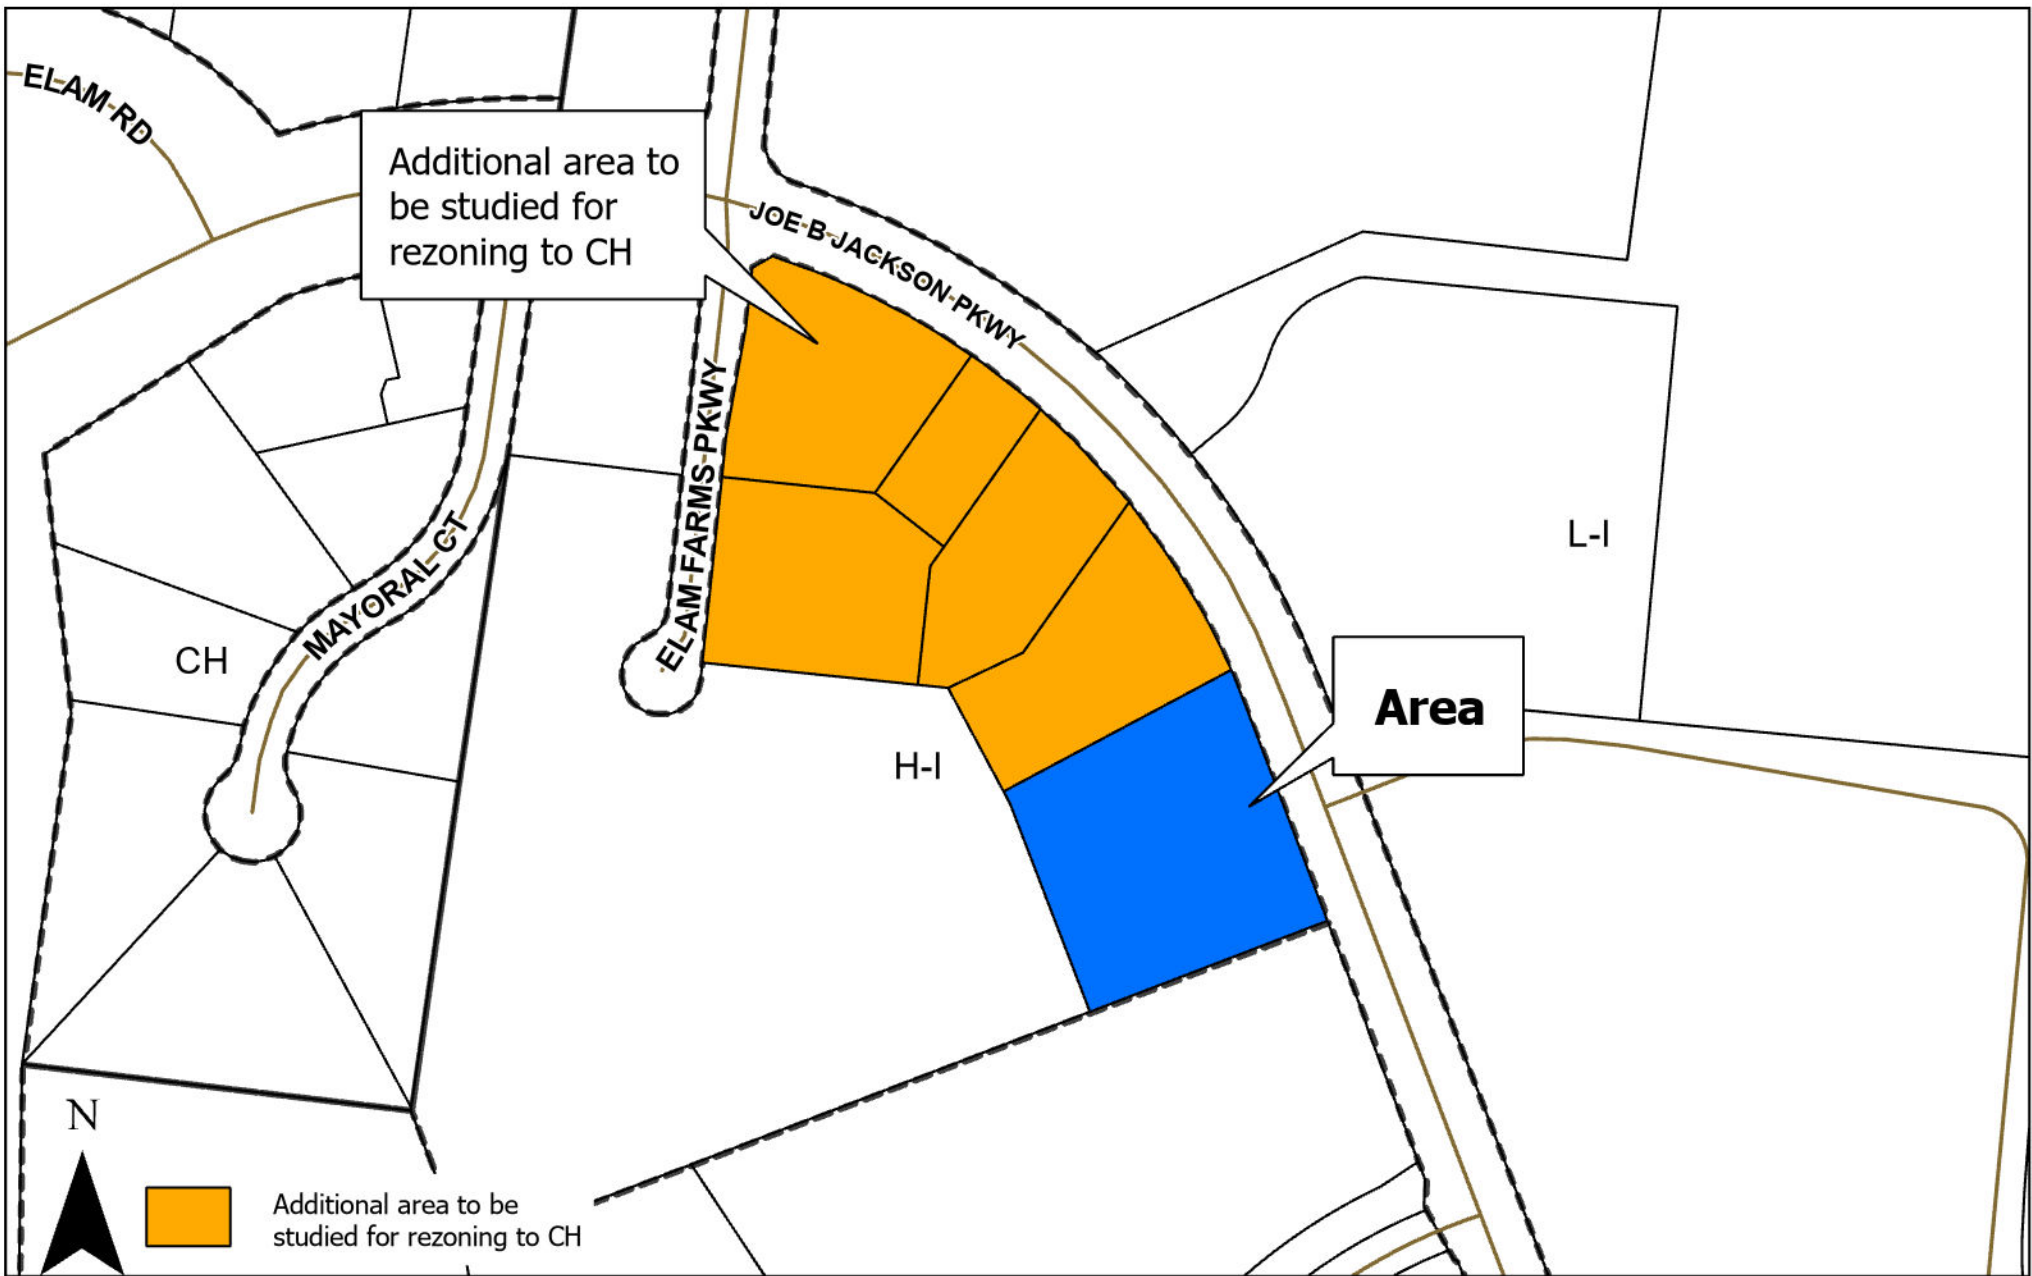 ELAM RD
Additional area to
be studied for
rezoning to CH
JOE B JACKSON PKWY
ELAM FARMS PKWY
MAYORAL CT
L-I
CH
Area
H-I
N
Additional area to be
studied for rezoning to CH